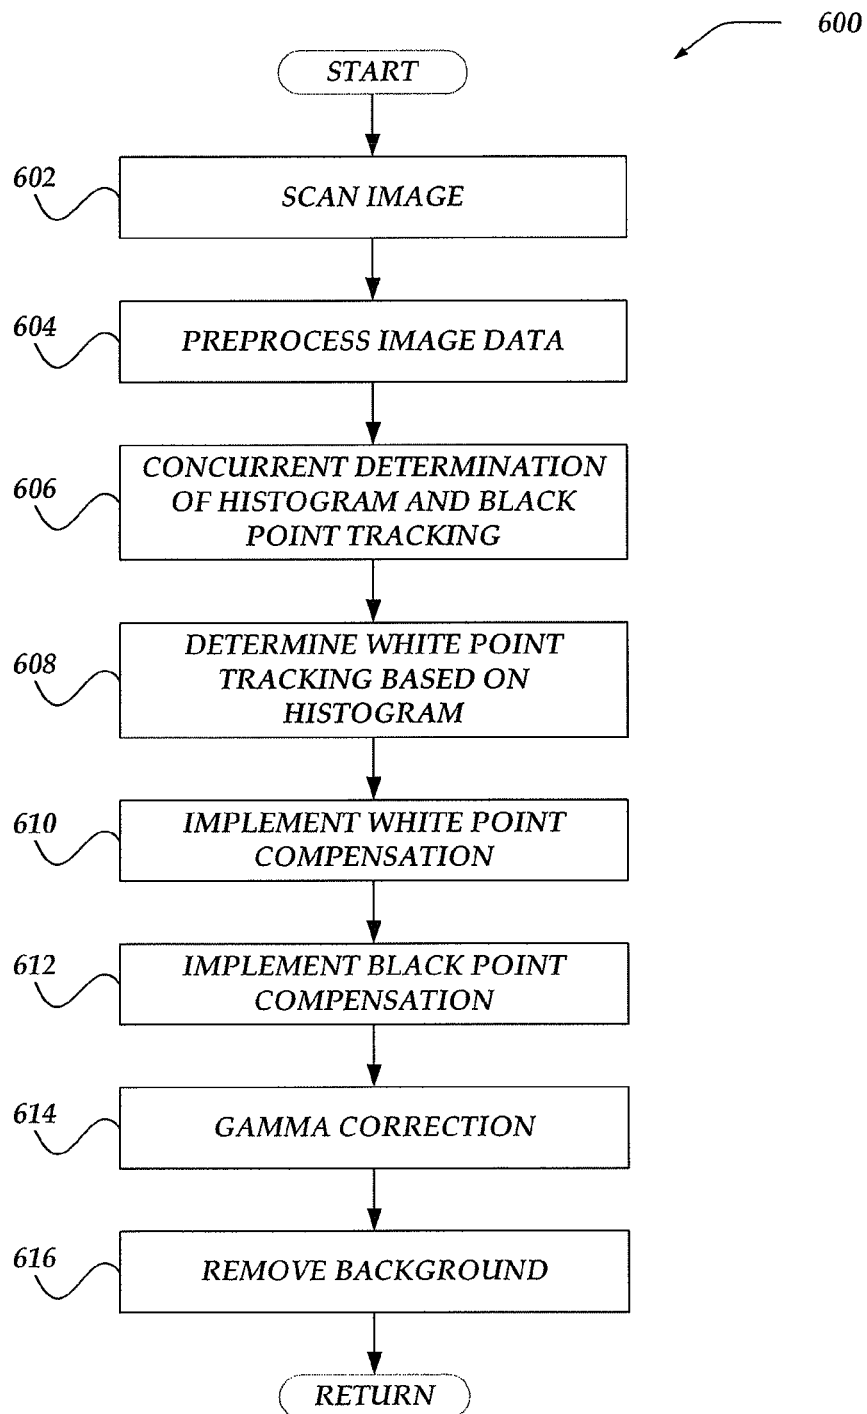 600
START
602
SCAN IMAGE
604
PREPROCESS IMAGE DATA
606
CONCURRENT DETERMINATION
OF HISTOGRAM AND BLACK
POINT TRACKING
608
DETERMINE WHITE POINT
TRACKING BASED ON
HISTOGRAM
610
IMPLEMENT WHITE POINT
COMPENSATION
612
IMPLEMENT BLACK POINT
COMPENSATION
614
GAMMA CORRECTION
616
REMOVE BACKGROUND
RETURN